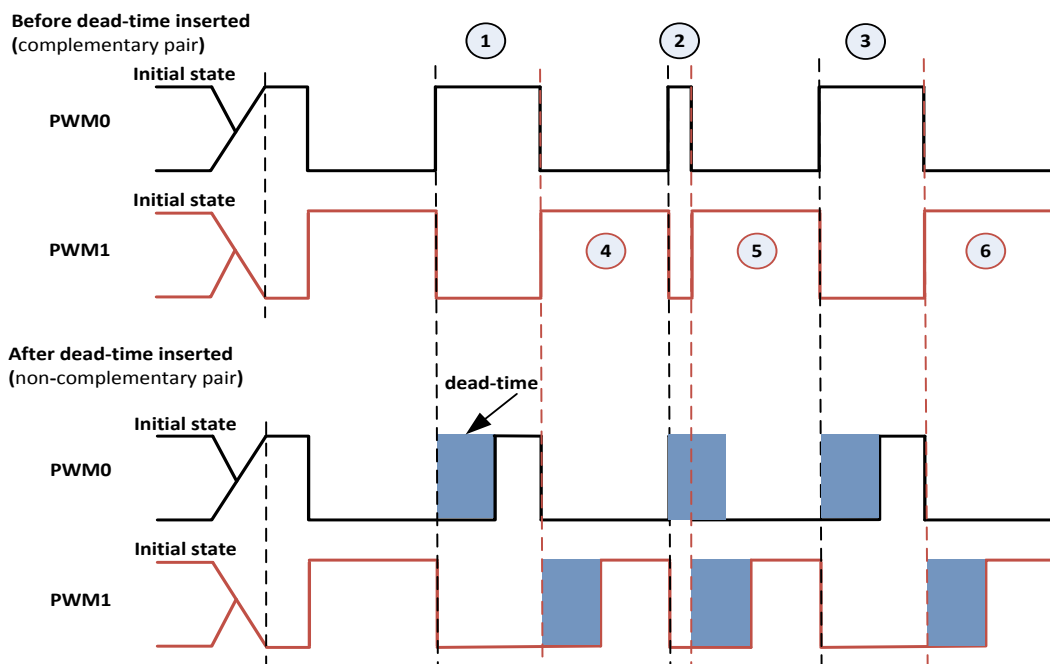 Before dead-time inserted
(complementary pair)
1
2
3
Initial state
PWM0
Initial state
PWM1
4
5
6
After dead-time inserted
(non-complementary pair)
dead-time
Initial state
PWM0
Initial state
PWM1